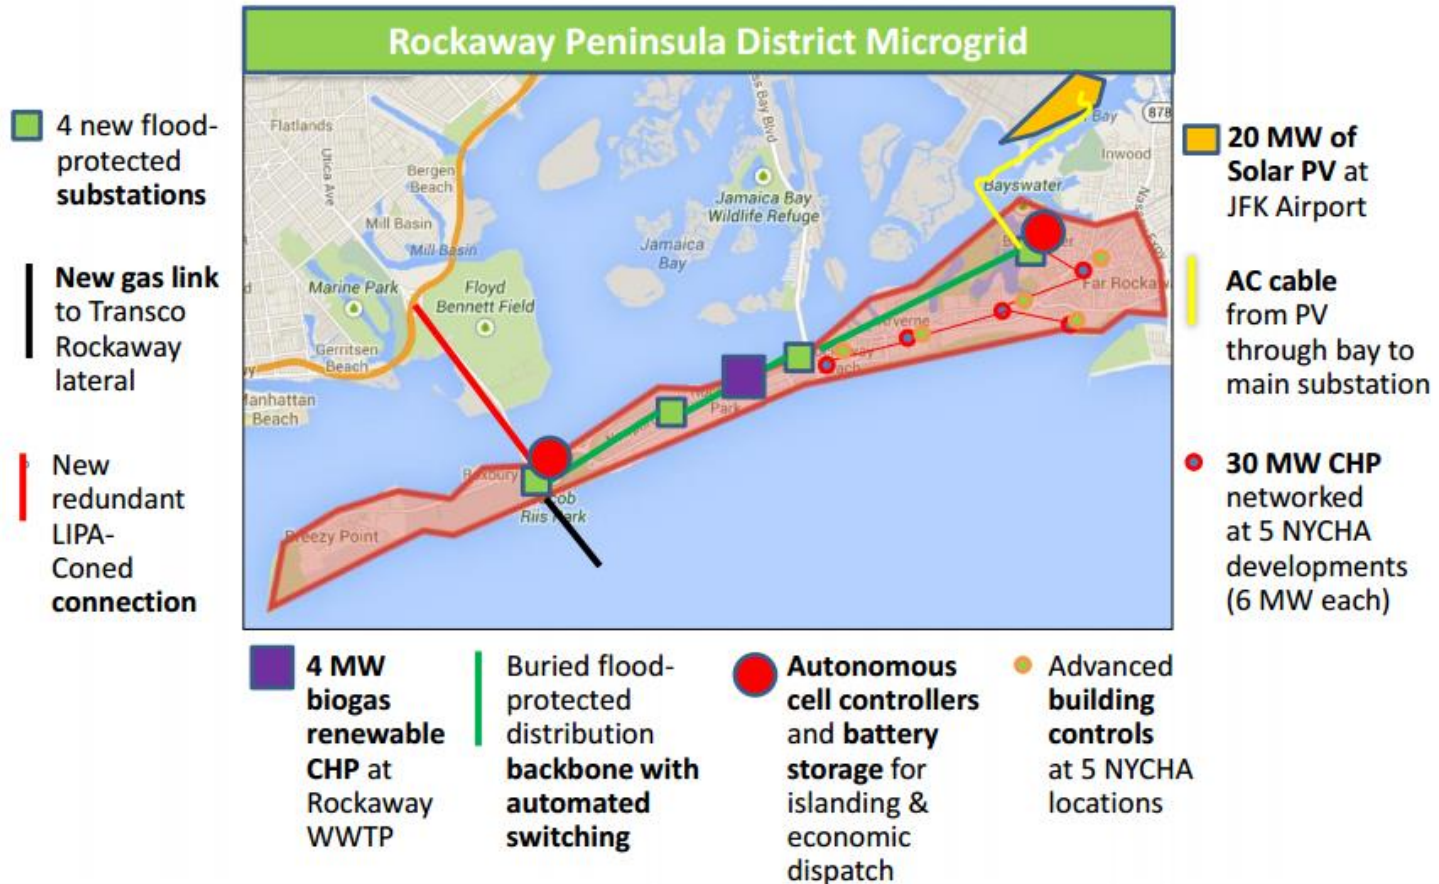 Rockaway Peninsula District Microgrid
4 new flood-
protected
substations
New gas link
to Transco
Rockaway
lateral
New
redundant
LIPA-
Coned
connection
Flatlands
Utica Ave
Bergen
Beach
Mill Basin
Mill Basin
Marine Park
Floyd
Bennett Field
Gerritsen
Beach
Manhattan
Beach
Bay Blvd
Jamaica Bay
Wildlife Refuge
Jamaica
Bay
Bay
878
Inwood
Bayswater
Far Rockaw
Arverne
Park
Roxbury
Riis Park
Breezy Point
20 MW of
Solar PV at
JFK Airport
AC cable
from PV
through bay to
main substation
30 MW CHP
networked
at 5 NYCHA
developments
(6 MW each)
4 MW
biogas
renewable
CHP at
Rockaway
WWTP
Buried flood-
protected
distribution
backbone with
automated
switching
Autonomous
cell controllers
and battery
storage for
islanding &
economic
dispatch
Advanced
building
controls
at 5 NYCHA
locations